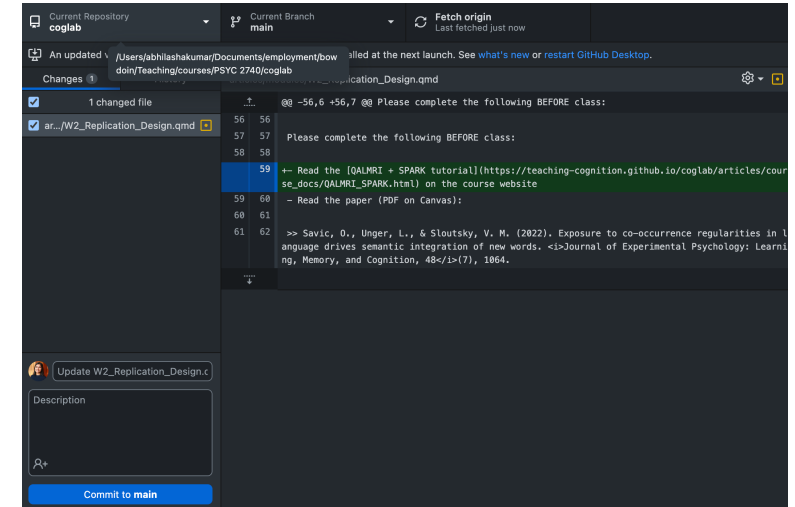 Current Repository
coglab
Current Branch
main
Fetch origin
Last fetched just now
An updated v
alled at the next launch. See what's new or restart GitHub Desktop.
/Users/abhilashakumar/Documents/employment/bow
doin/Teaching/courses/PSYC 2740/coglab
Changes 1
_Design.qmd
1 changed file
@@ -56,6 +56,7 @@ Please complete the following BEFORE class:
ar.../W2_Replication_Design.qmd
56 56
57 57 Please complete the following BEFORE class:
58 58
59 +- Read the [QALMRI + SPARK tutorial](https://teaching-cognition.github.io/coglab/articles/cour
se_docs/QALMRI_SPARK.html) on the course website
59 60 - Read the paper (PDF on Canvas):
60 61
61 62 >> Savic, O., Unger, L., & Sloutsky, V. M. (2022). Exposure to co-occurrence regularities in l
anguage drives semantic integration of new words. <i>Journal of Experimental Psychology: Learni
ng, Memory, and Cognition, 48</i>(7), 1064.
Update W2_Replication_Design.c
Description
Commit to main